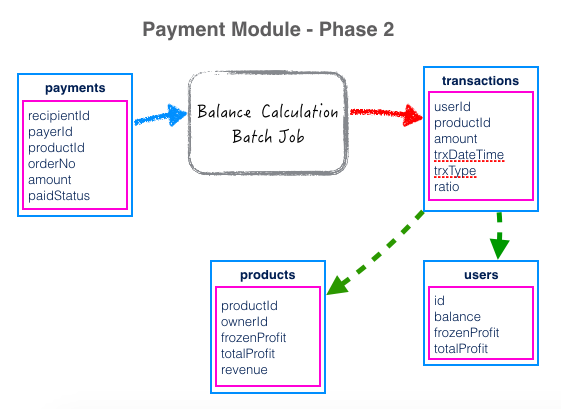 Payment Module - Phase 2
payments
recipientId
payerId
productId
orderNo
amount
paidStatus
Balance Calculation
Batch Job
transactions
userId
productId
amount
trxDateTime
trxType
ratio
products
productId
ownerId
frozenProfit
totalProfit
revenue
users
id
balance
frozenProfit
totalProfit